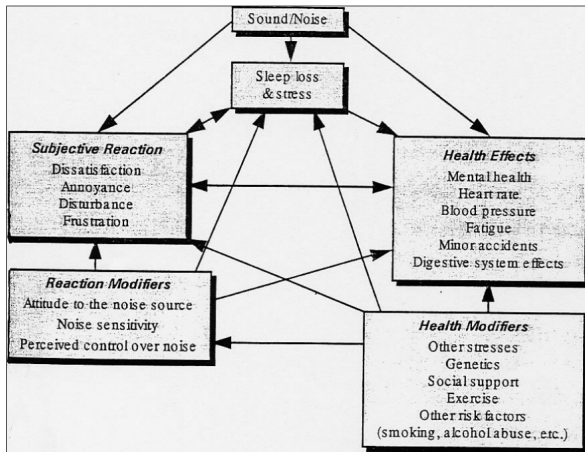 Sound/Noise
Sleep loss
& stress
Subjective Reaction
Dissatisfaction
Annoyance
Disturbance
Frustration
Health Effects
Mental health
Heart rate
Blood pressure
Fatigue
Minor accidents
Digestive system effects
Reaction Modifiers
Attitude to the noise source
Noise sensitivity
Perceived control over noise
Health Modifiers
Other stresses
Genetics
Social support
Exercise
Other risk factors
(smoking, alcohol abuse, etc.)